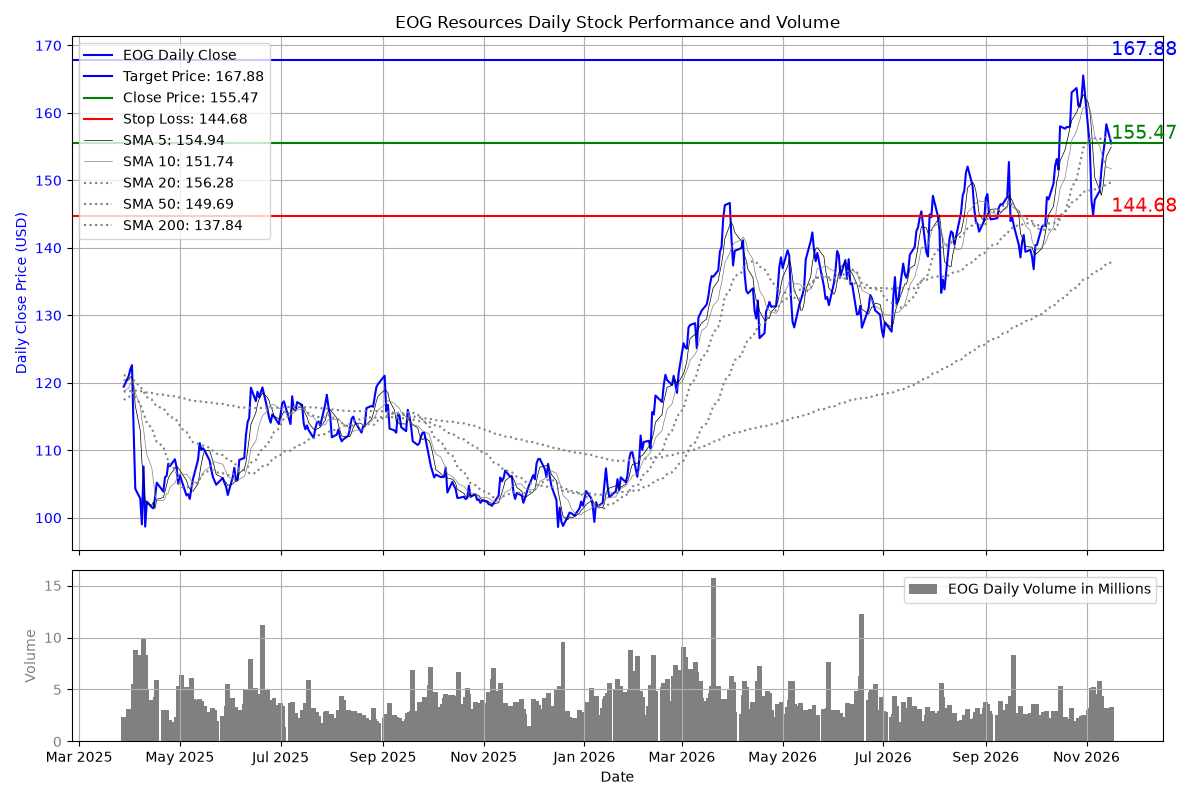 EOG Resources Daily Stock Performance and Volume
170
160
150
140
130
120
110
100
Daily Close Price (USD)
EOG Daily Close
Target Price: 167.88
Close Price: 155.47
Stop Loss: 144.68
SMA 5: 154.94
SMA 10: 151.74
SMA 20: 156.28
SMA 50: 149.69
SMA 200: 137.84
167.88
155.47
144.68
15
10
5
0
Volume
EOG Daily Volume in Millions
Mar 2025 May 2025 Jul 2025 Sep 2025 Nov 2025 Jan 2026 Mar 2026 May 2026 Jul 2026 Sep 2026 Nov 2026
Date